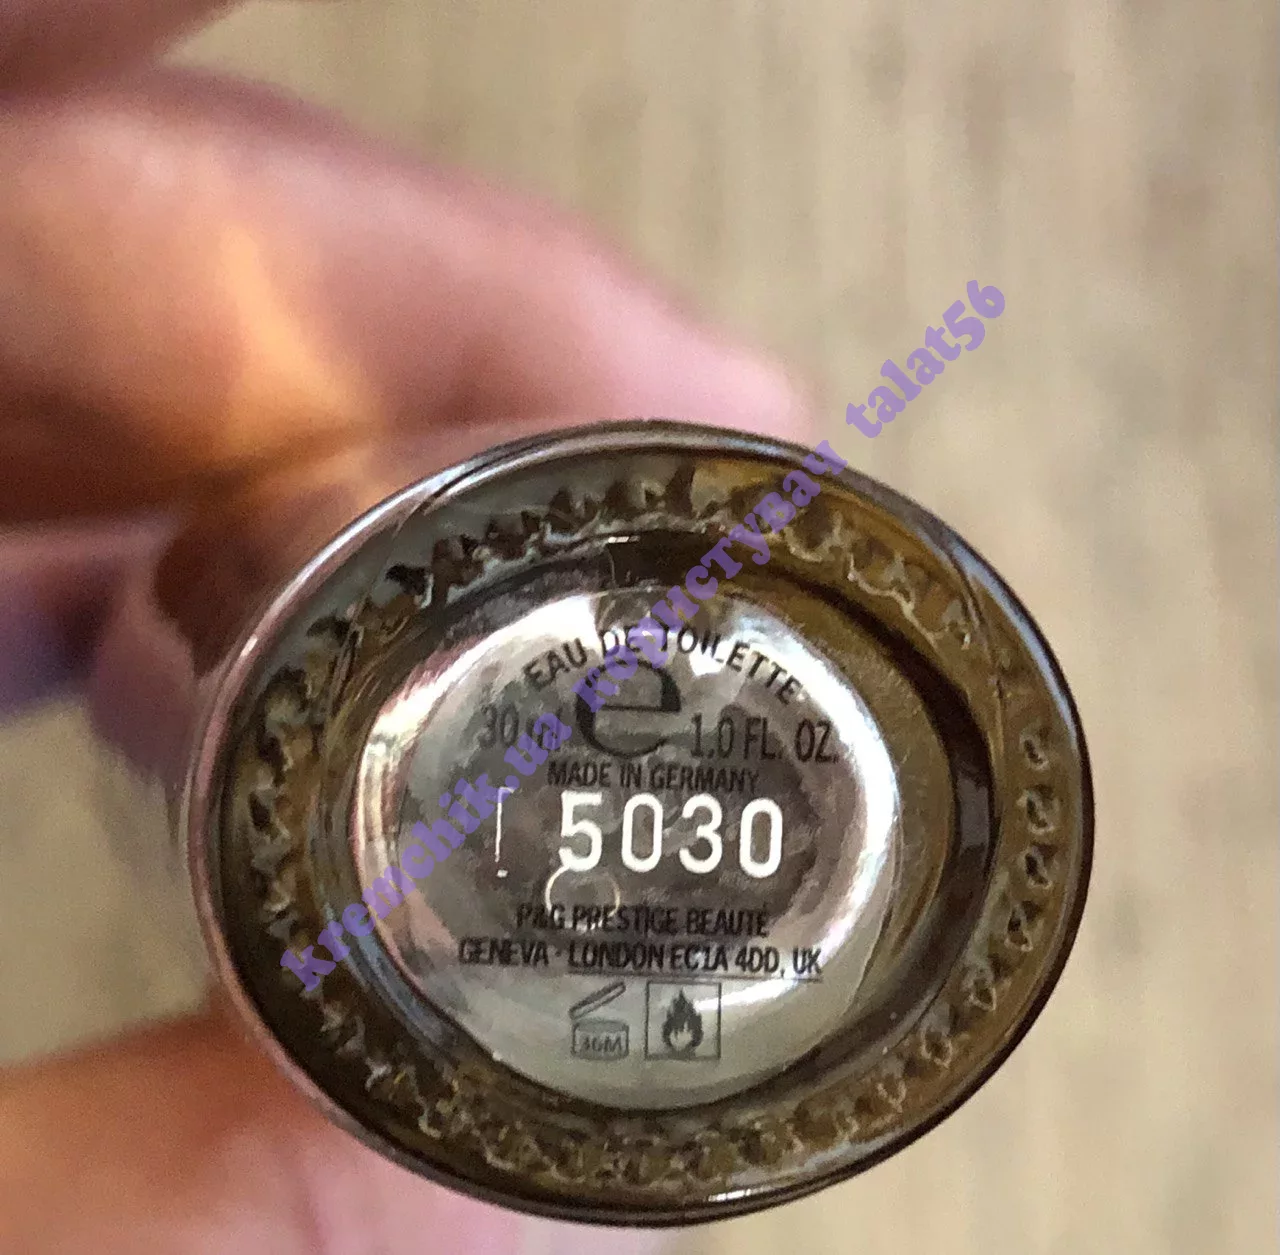 EAU DE TOILETTE
30 ml e 1.0 FL. OZ.
MADE IN GERMANY
5030
P&G PRESTIGE BEAUTÉ
GENEVA · LONDON EC1A 4DD, UK
36M
kremchik.ua користувач talat56